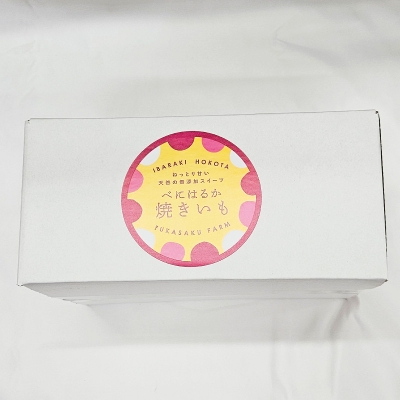 IBARAKI HOKOTA
ねっとり甘い
天然の無添加スイーツ
べにはるか
焼きいも
FUKASAKU FARM